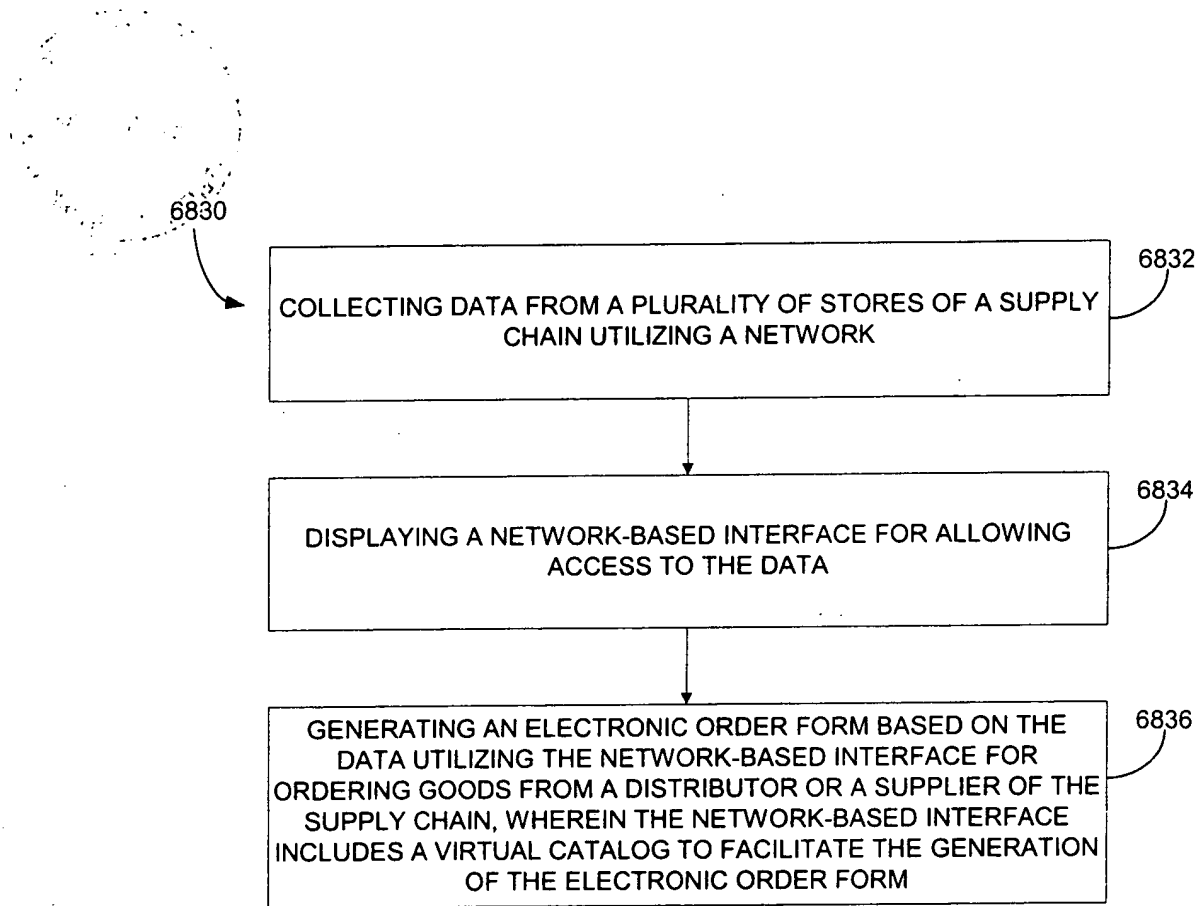 6830
6832
COLLECTING DATA FROM A PLURALITY OF STORES OF A SUPPLY
CHAIN UTILIZING A NETWORK
6834
DISPLAYING A NETWORK-BASED INTERFACE FOR ALLOWING
ACCESS TO THE DATA
6836
GENERATING AN ELECTRONIC ORDER FORM BASED ON THE
DATA UTILIZING THE NETWORK-BASED INTERFACE FOR
ORDERING GOODS FROM A DISTRIBUTOR OR A SUPPLIER OF THE
SUPPLY CHAIN, WHEREIN THE NETWORK-BASED INTERFACE
INCLUDES A VIRTUAL CATALOG TO FACILITATE THE GENERATION
OF THE ELECTRONIC ORDER FORM